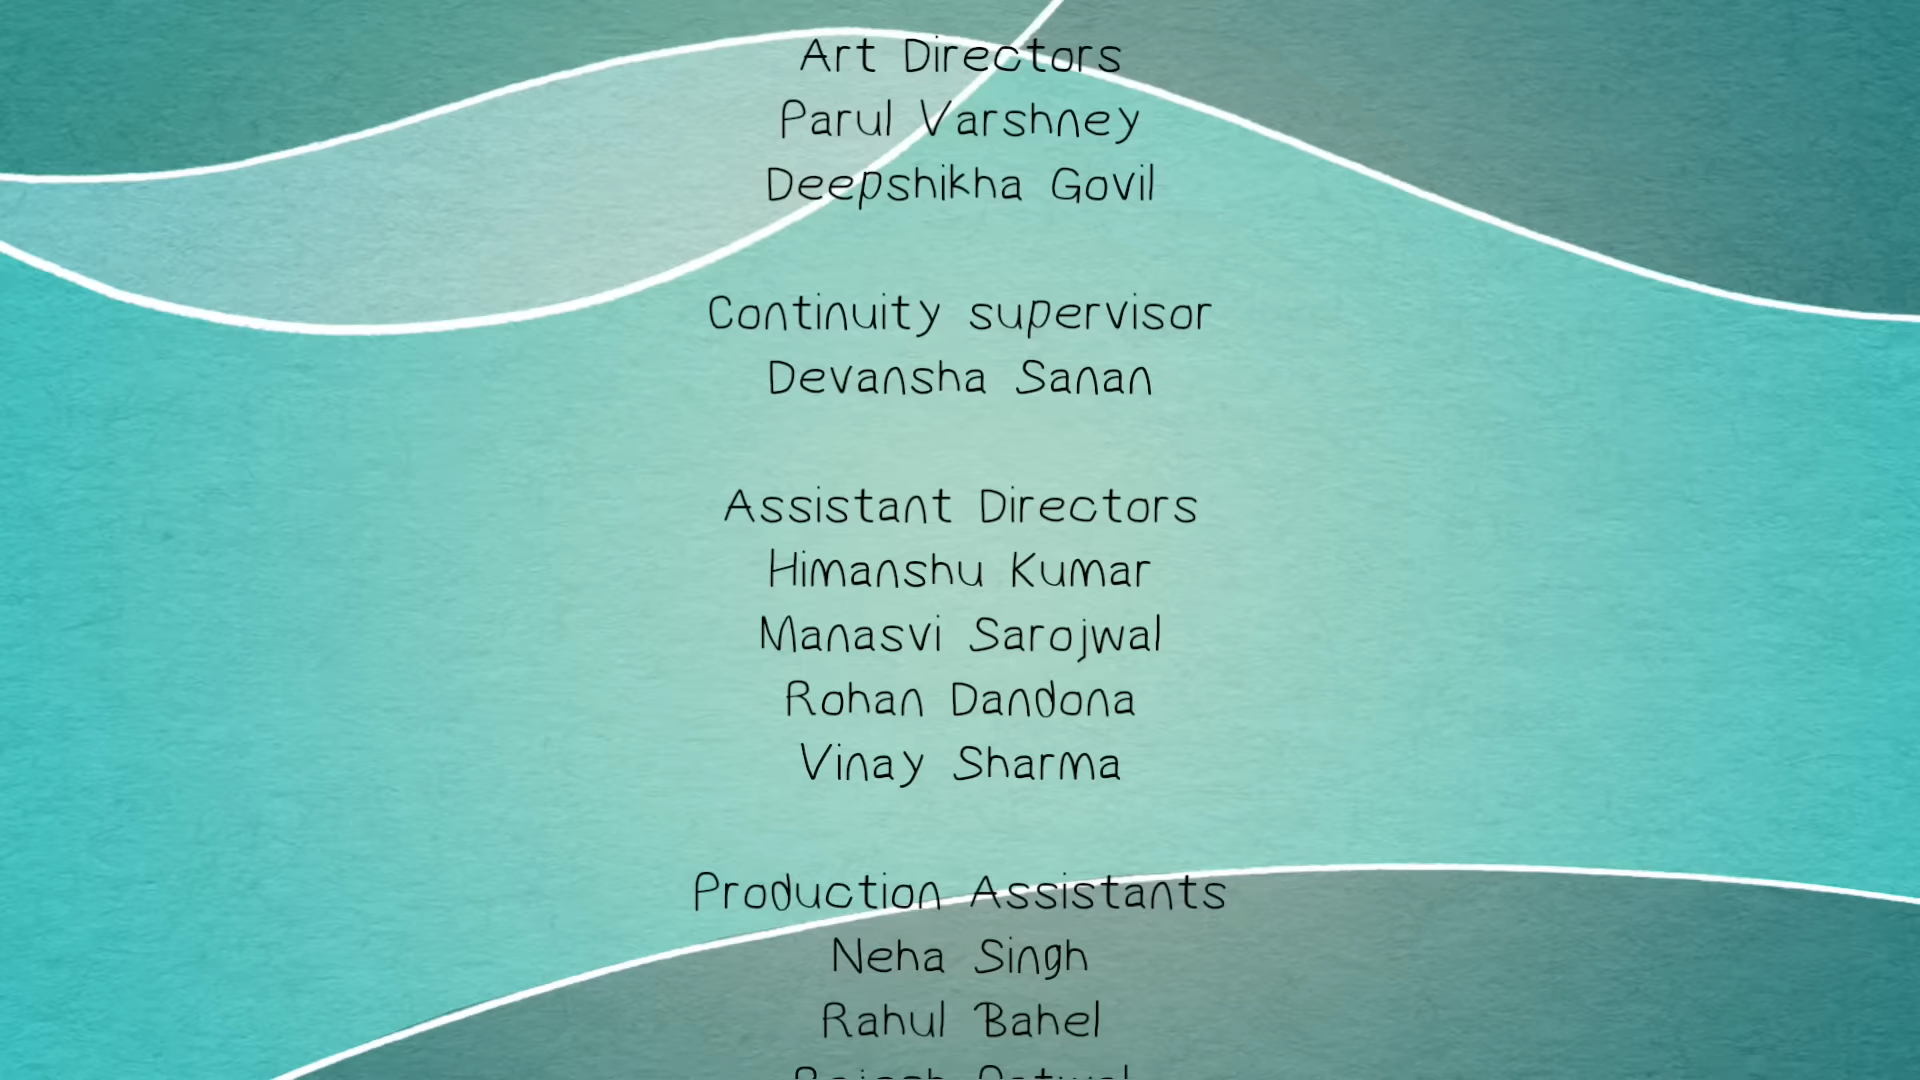 Art Directors
Parul Varshney
Deepshikha Govil
Continuity supervisor
Devansha Sanan
Assistant Directors
Himanshu Kumar
Manasvi Sarojwal
Rohan Dandona
Vinay Sharma
Production Assistants
Neha Singh
Rahul Bahel